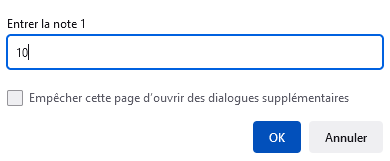 Entrer la note 1
10
Empêcher cette page d'ouvrir des dialogues supplémentaires
OK Annuler